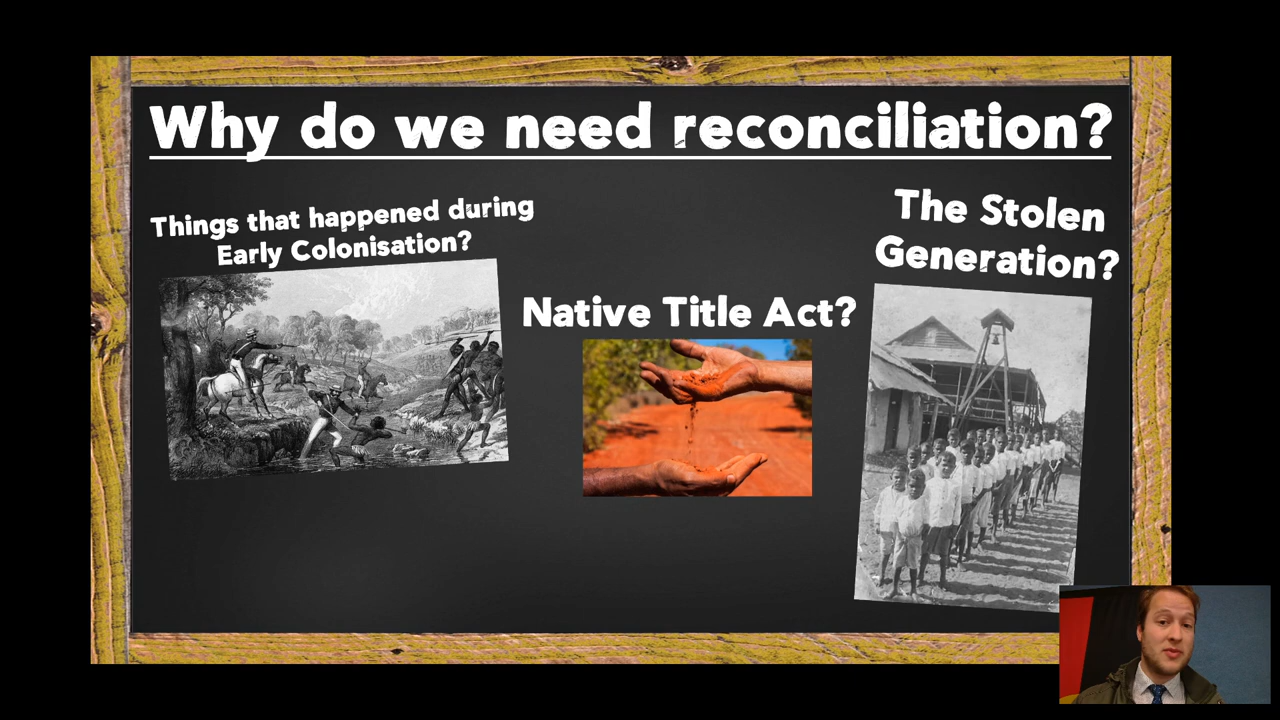 Why do we need reconciliation?
Things that happened during
Early Colonisation?
Native Title Act?
The Stolen
Generation?